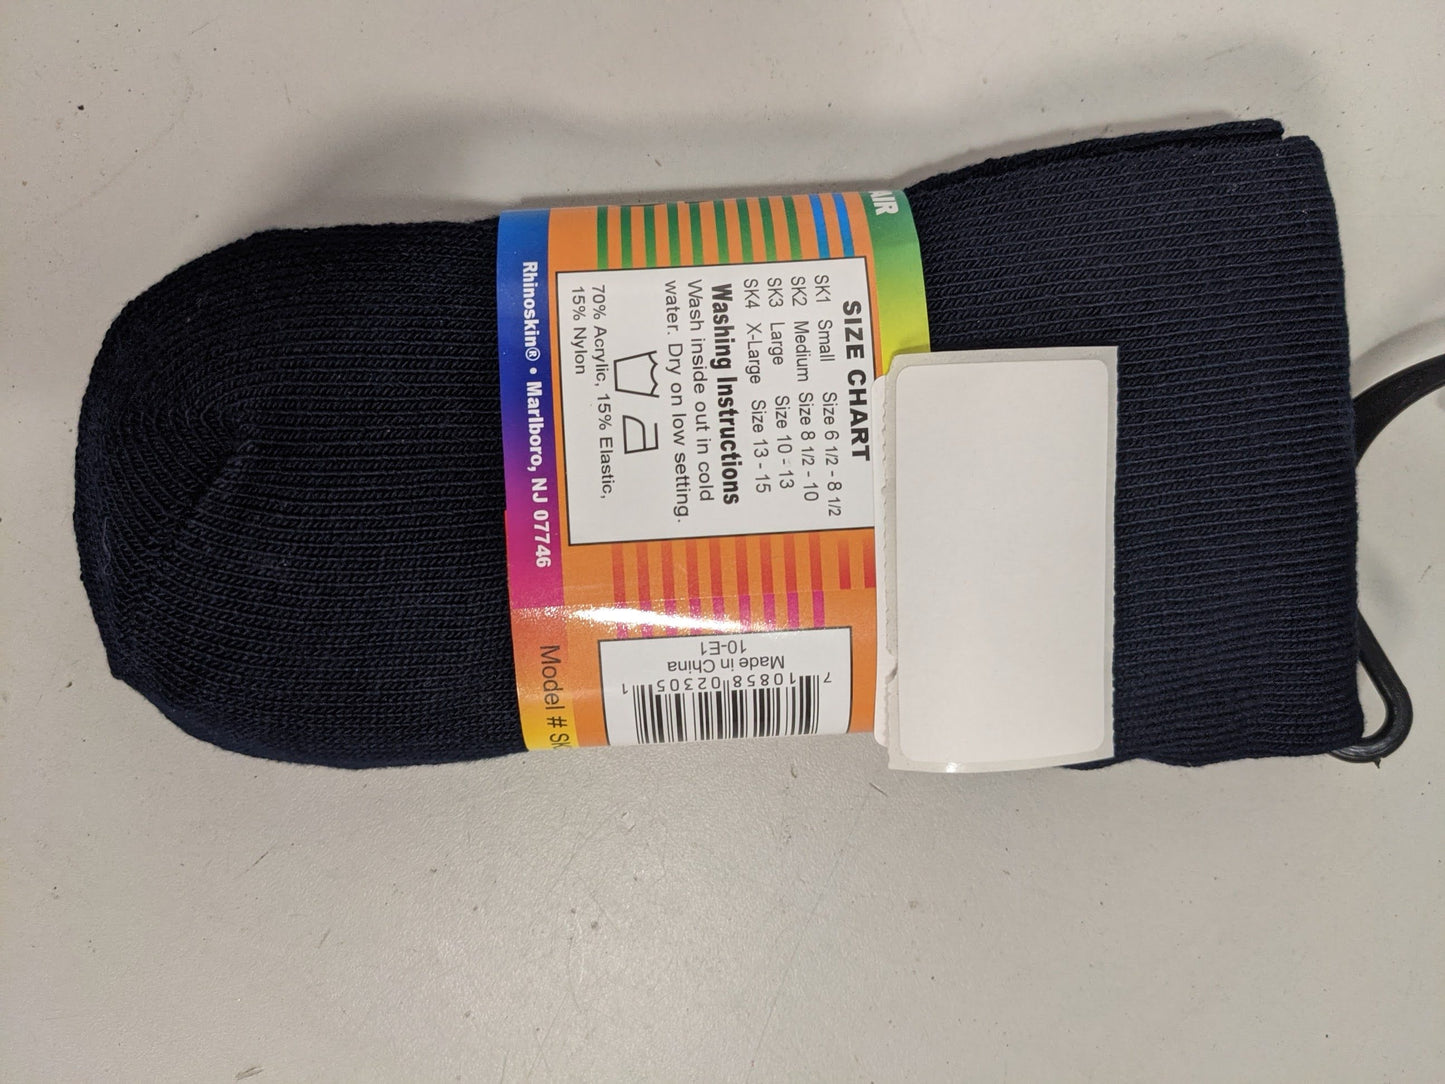 AIR
SIZE CHART
SK1 Small Size 6 1/2 - 8 1/2
SK2 Medium Size 8 1/2 - 10
SK3 Large Size 10 - 13
SK4 X-Large Size 13 - 15
Washing Instructions
Wash inside out in cold
water. Dry on low setting.
70% Acrylic, 15% Elastic,
15% Nylon
Rhinoskin® • Marlboro, NJ 07746
Model # SK
7 10858 02305 1
Made in China
10-E1